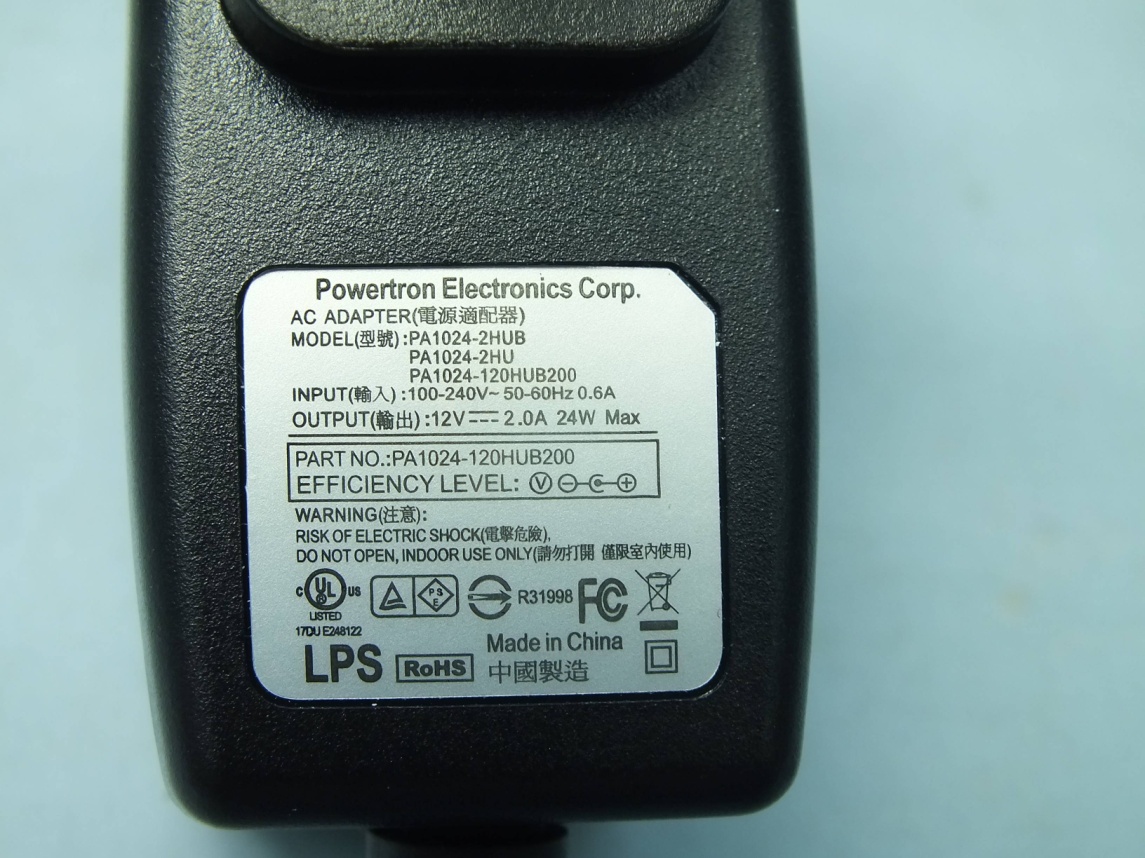 Powertron Electronics Corp.
AC ADAPTER(電源適配器)
MODEL(型號):PA1024-2HUB
PA1024-2HU
PA1024-120HUB200
INPUT(輸入):100-240V~ 50-60Hz 0.6A
OUTPUT(輸出):12V⎓2.0A 24W Max
PART NO.:PA1024-120HUB200
EFFICIENCY LEVEL: V
WARNING(注意):
RISK OF ELECTRIC SHOCK(電擊危險),
DO NOT OPEN, INDOOR USE ONLY(請勿打開 僅限室內使用)
C UL US PS E R31998 FC
LISTED
17DU E248122
LPS RoHS Made in China
中國製造